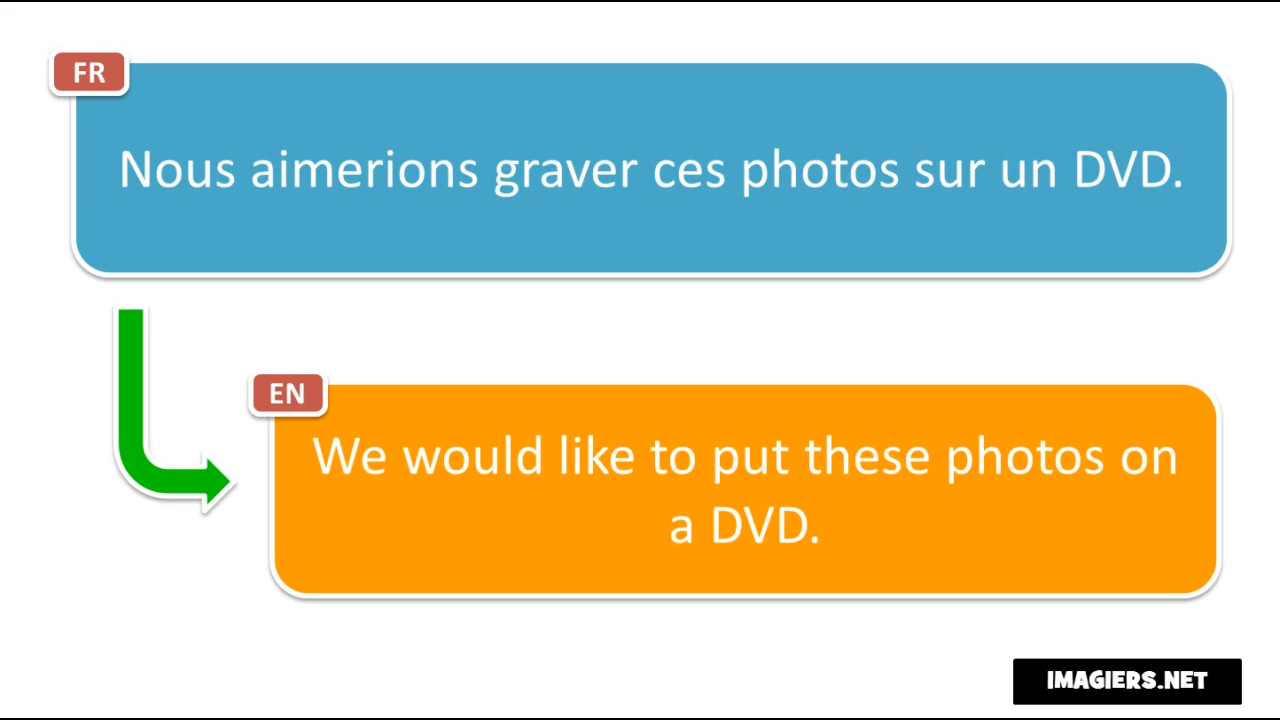 FR
Nous aimerions graver ces photos sur un DVD.
EN
We would like to put these photos on
a DVD.
IMAGIERS.NET